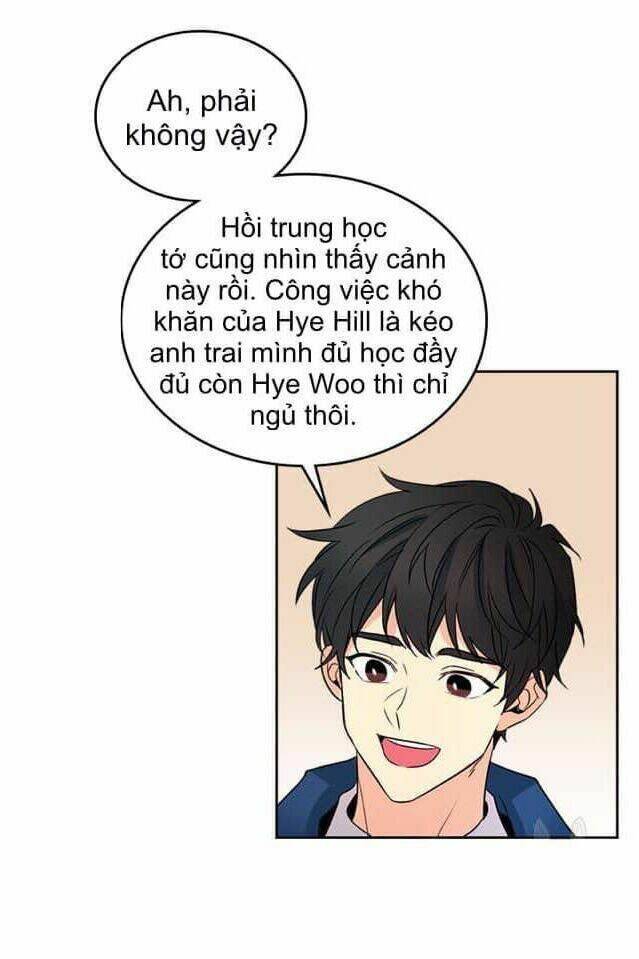 Ah, phải
không vậy?
Hồi trung học
tớ cũng nhìn thấy cảnh
này rồi. Công việc khó
khăn của Hye Hill là kéo
anh trai mình đủ học đầy
đủ còn Hye Woo thì chỉ
ngủ thôi.